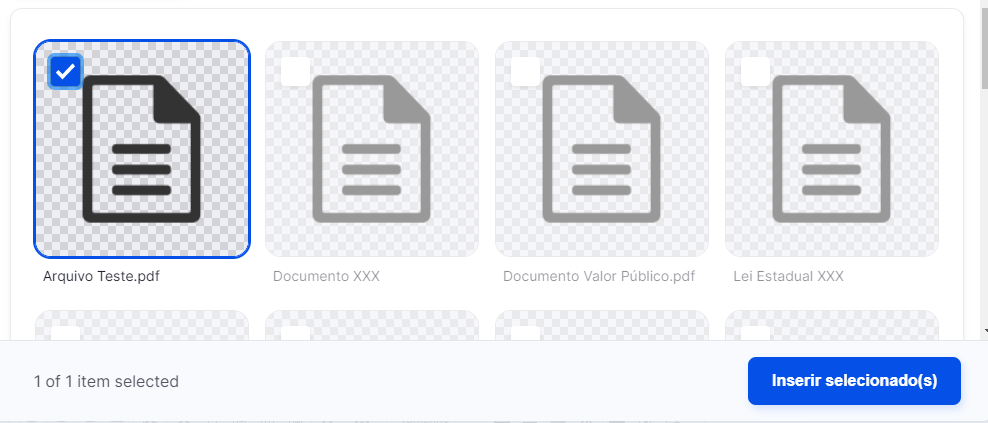 Arquivo Teste.pdf
Documento XXX
Documento Valor Público.pdf
Lei Estadual XXX
1 of 1 item selected
Inserir selecionado(s)